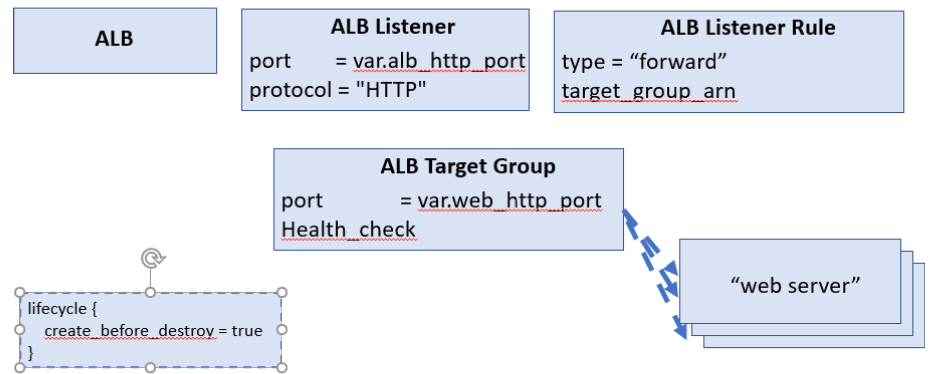 ALB
ALB Listener
port = var.alb_http_port
protocol = "HTTP"
ALB Listener Rule
type = “forward”
target_group_arn
ALB Target Group
port = var.web_http_port
Health_check
“web server”
lifecycle {
create_before_destroy = true
}